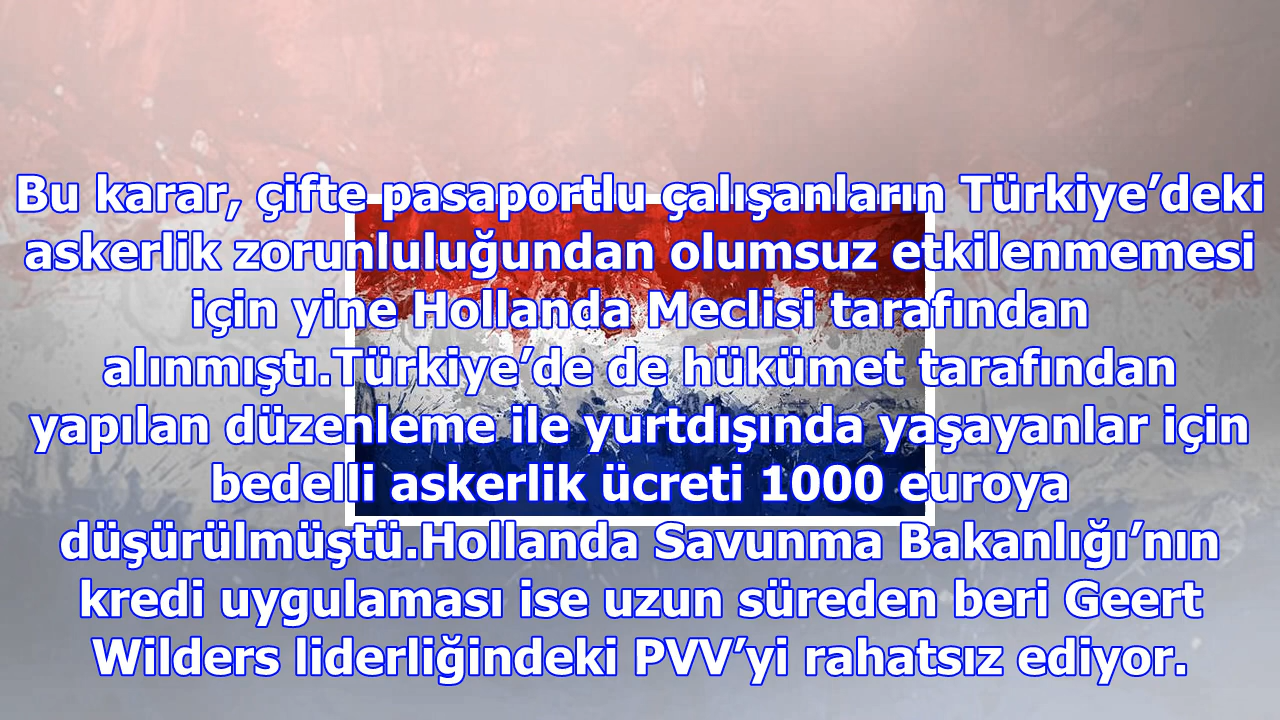 Bu karar, çifte pasaportlu çalışanların Türkiye’deki
askerlik zorunluluğundan olumsuz etkilenmemesi
için yine Hollanda Meclisi tarafından
alınmıştı.Türkiye’de de hükümet tarafından
yapılan düzenleme ile yurtdışında yaşayanlar için
bedelli askerlik ücreti 1000 euroya
düşürülmüştü.Hollanda Savunma Bakanlığı’nın
kredi uygulaması ise uzun süreden beri Geert
Wilders liderliğindeki PVV’yi rahatsız ediyor.